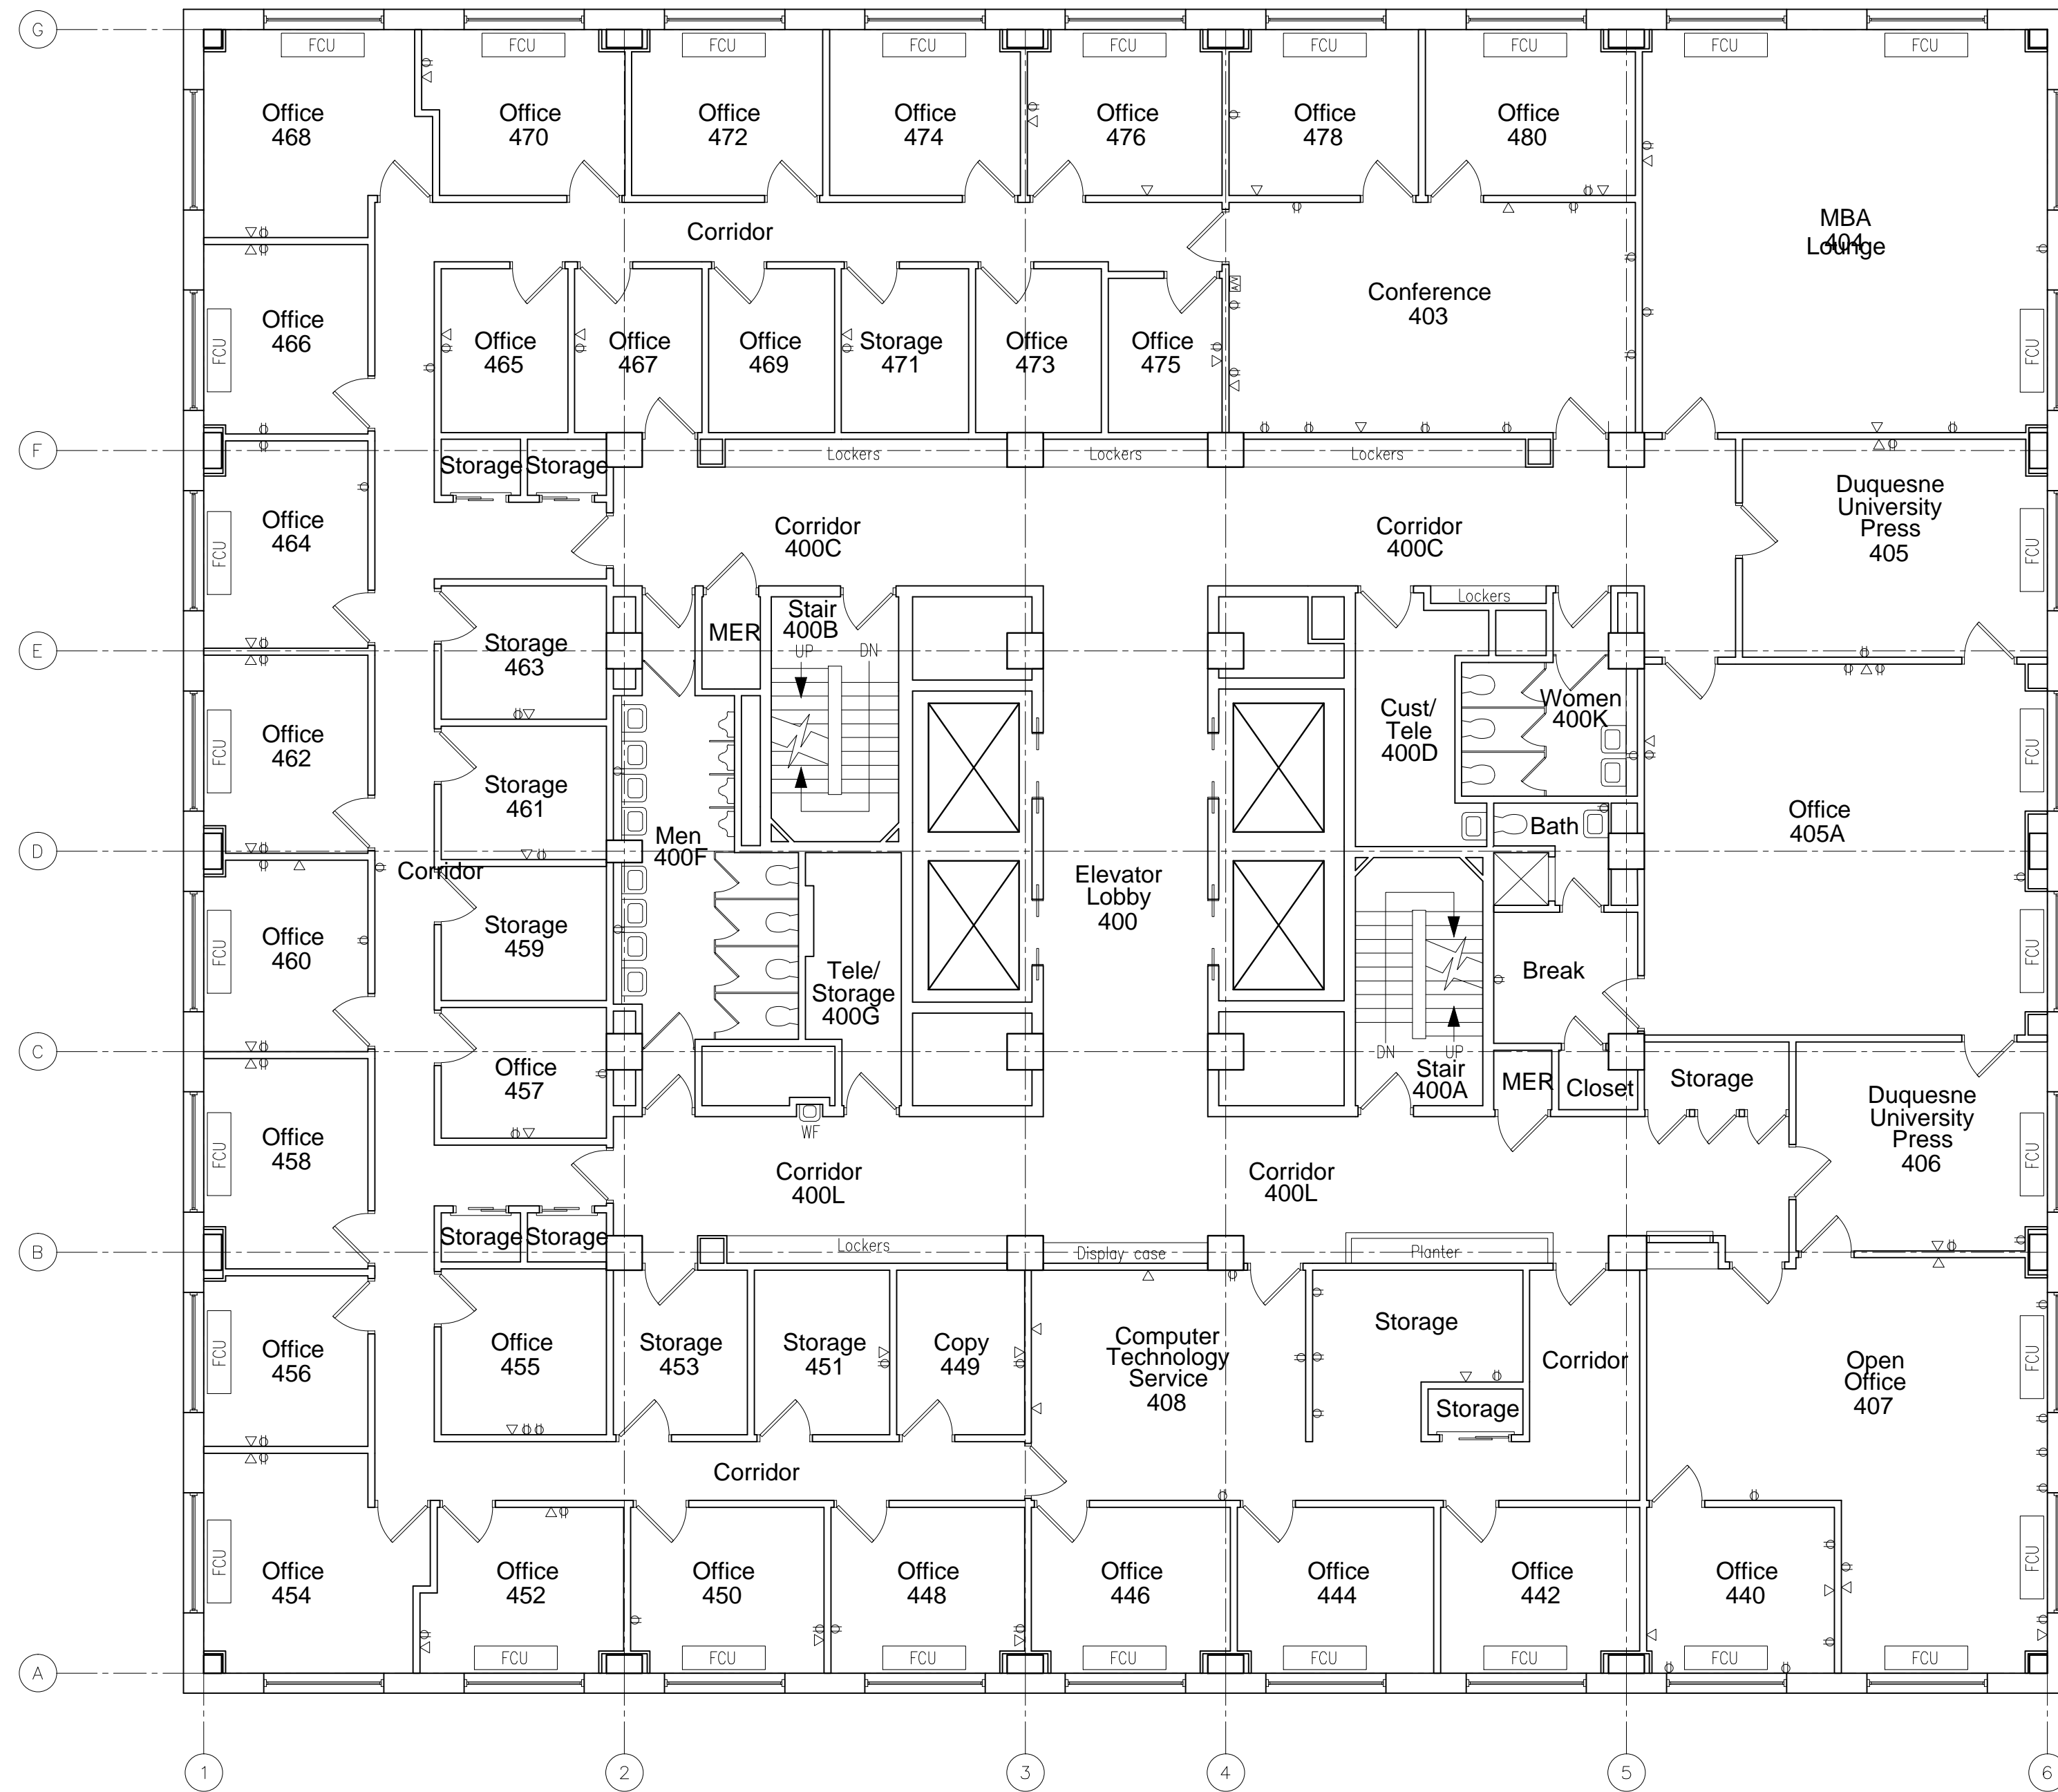 G
FCU
FCU
FCU
FCU
FCU
FCU
FCU
FCU
FCU
Office
468
Office
470
Office
472
Office
474
Office
476
Office
478
Office
480
MBA
404
Lounge
Corridor
Conference
403
A/V
Office
466
FCU
Office
465
Office
467
Office
469
Storage
471
Office
473
Office
475
FCU
F
Storage
Storage
Lockers
Lockers
Lockers
Office
464
FCU
Corridor
400C
Corridor
400C
Duquesne
University
Press
405
FCU
Lockers
E
Storage
463
MER
Stair
400B
UP
DN
Office
462
FCU
Cust/
Tele
400D
Women
400K
FCU
Storage
461
Office
405A
D
Men
400F
Bath
Corridor
Elevator
Lobby
400
Office
460
FCU
Storage
459
Tele/
Storage
400G
Break
FCU
C
DN
UP
Office
457
Stair
400A
MER
Closet
Storage
Office
458
FCU
WF
Duquesne
University
Press
406
FCU
Corridor
400L
Corridor
400L
B
Storage
Storage
Lockers
Display case
Planter
Office
456
FCU
Office
455
Storage
453
Storage
451
Copy
449
Computer
Technology
Service
408
Storage
Corridor
Storage
Open
Office
407
FCU
Corridor
Office
454
FCU
Office
452
Office
450
Office
448
Office
446
Office
444
Office
442
Office
440
FCU
FCU
FCU
FCU
FCU
FCU
FCU
FCU
FCU
A
1
2
3
4
5
6